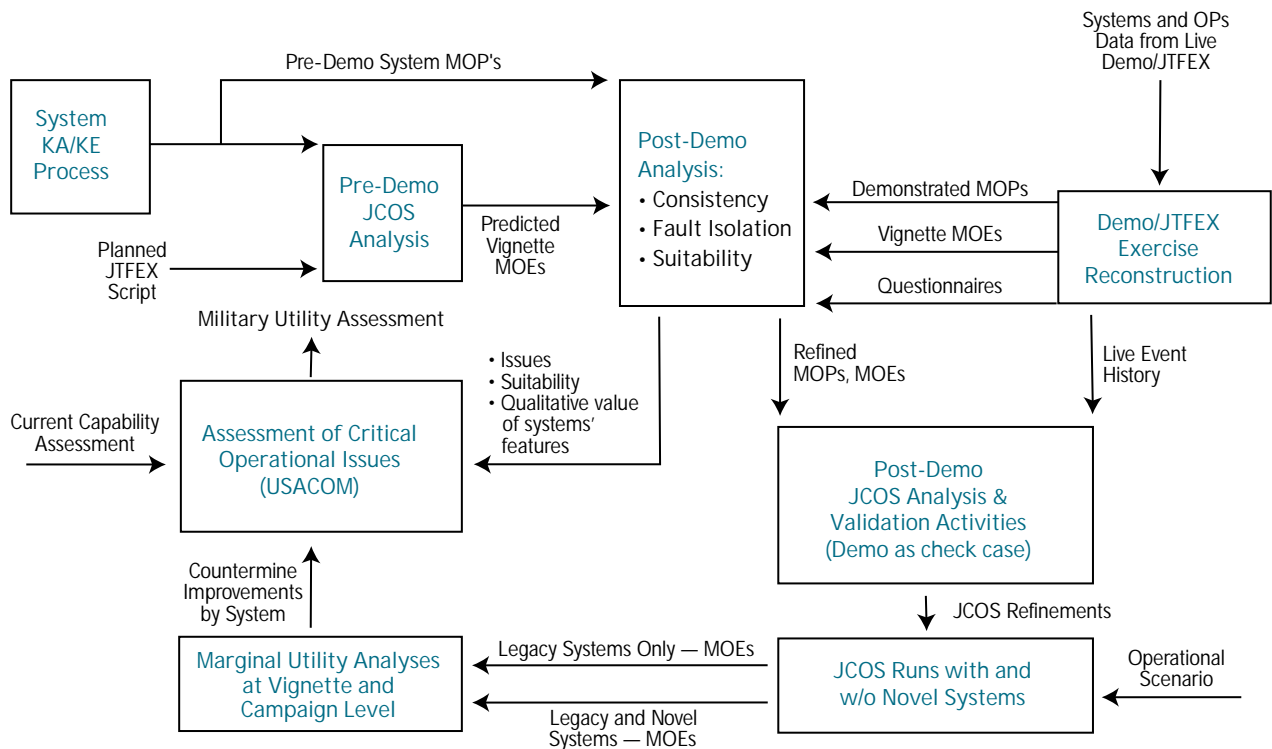 Systems and OPs
Data from Live
Demo/JTFEX
Pre-Demo System MOP's
System
KA/KE
Process
Pre-Demo
JCOS
Analysis
Planned
JTFEX
Script
Predicted
Vignette
MOEs
Post-Demo
Analysis:
• Consistency
• Fault Isolation
• Suitability
Demonstrated MOPs
Vignette MOEs
Questionnaires
Demo/JTFEX
Exercise
Reconstruction
Military Utility Assessment
• Issues
• Suitability
• Qualitative value
of systems’
features
Refined
MOPs, MOEs
Live Event
History
Current Capability
Assessment
Assessment of Critical
Operational Issues
(USACOM)
Post-Demo
JCOS Analysis &
Validation Activities
(Demo as check case)
Countermine
Improvements
by System
JCOS Refinements
Marginal Utility Analyses
at Vignette and
Campaign Level
Legacy Systems Only — MOEs
Legacy and Novel
Systems — MOEs
JCOS Runs with and
w/o Novel Systems
Operational
Scenario